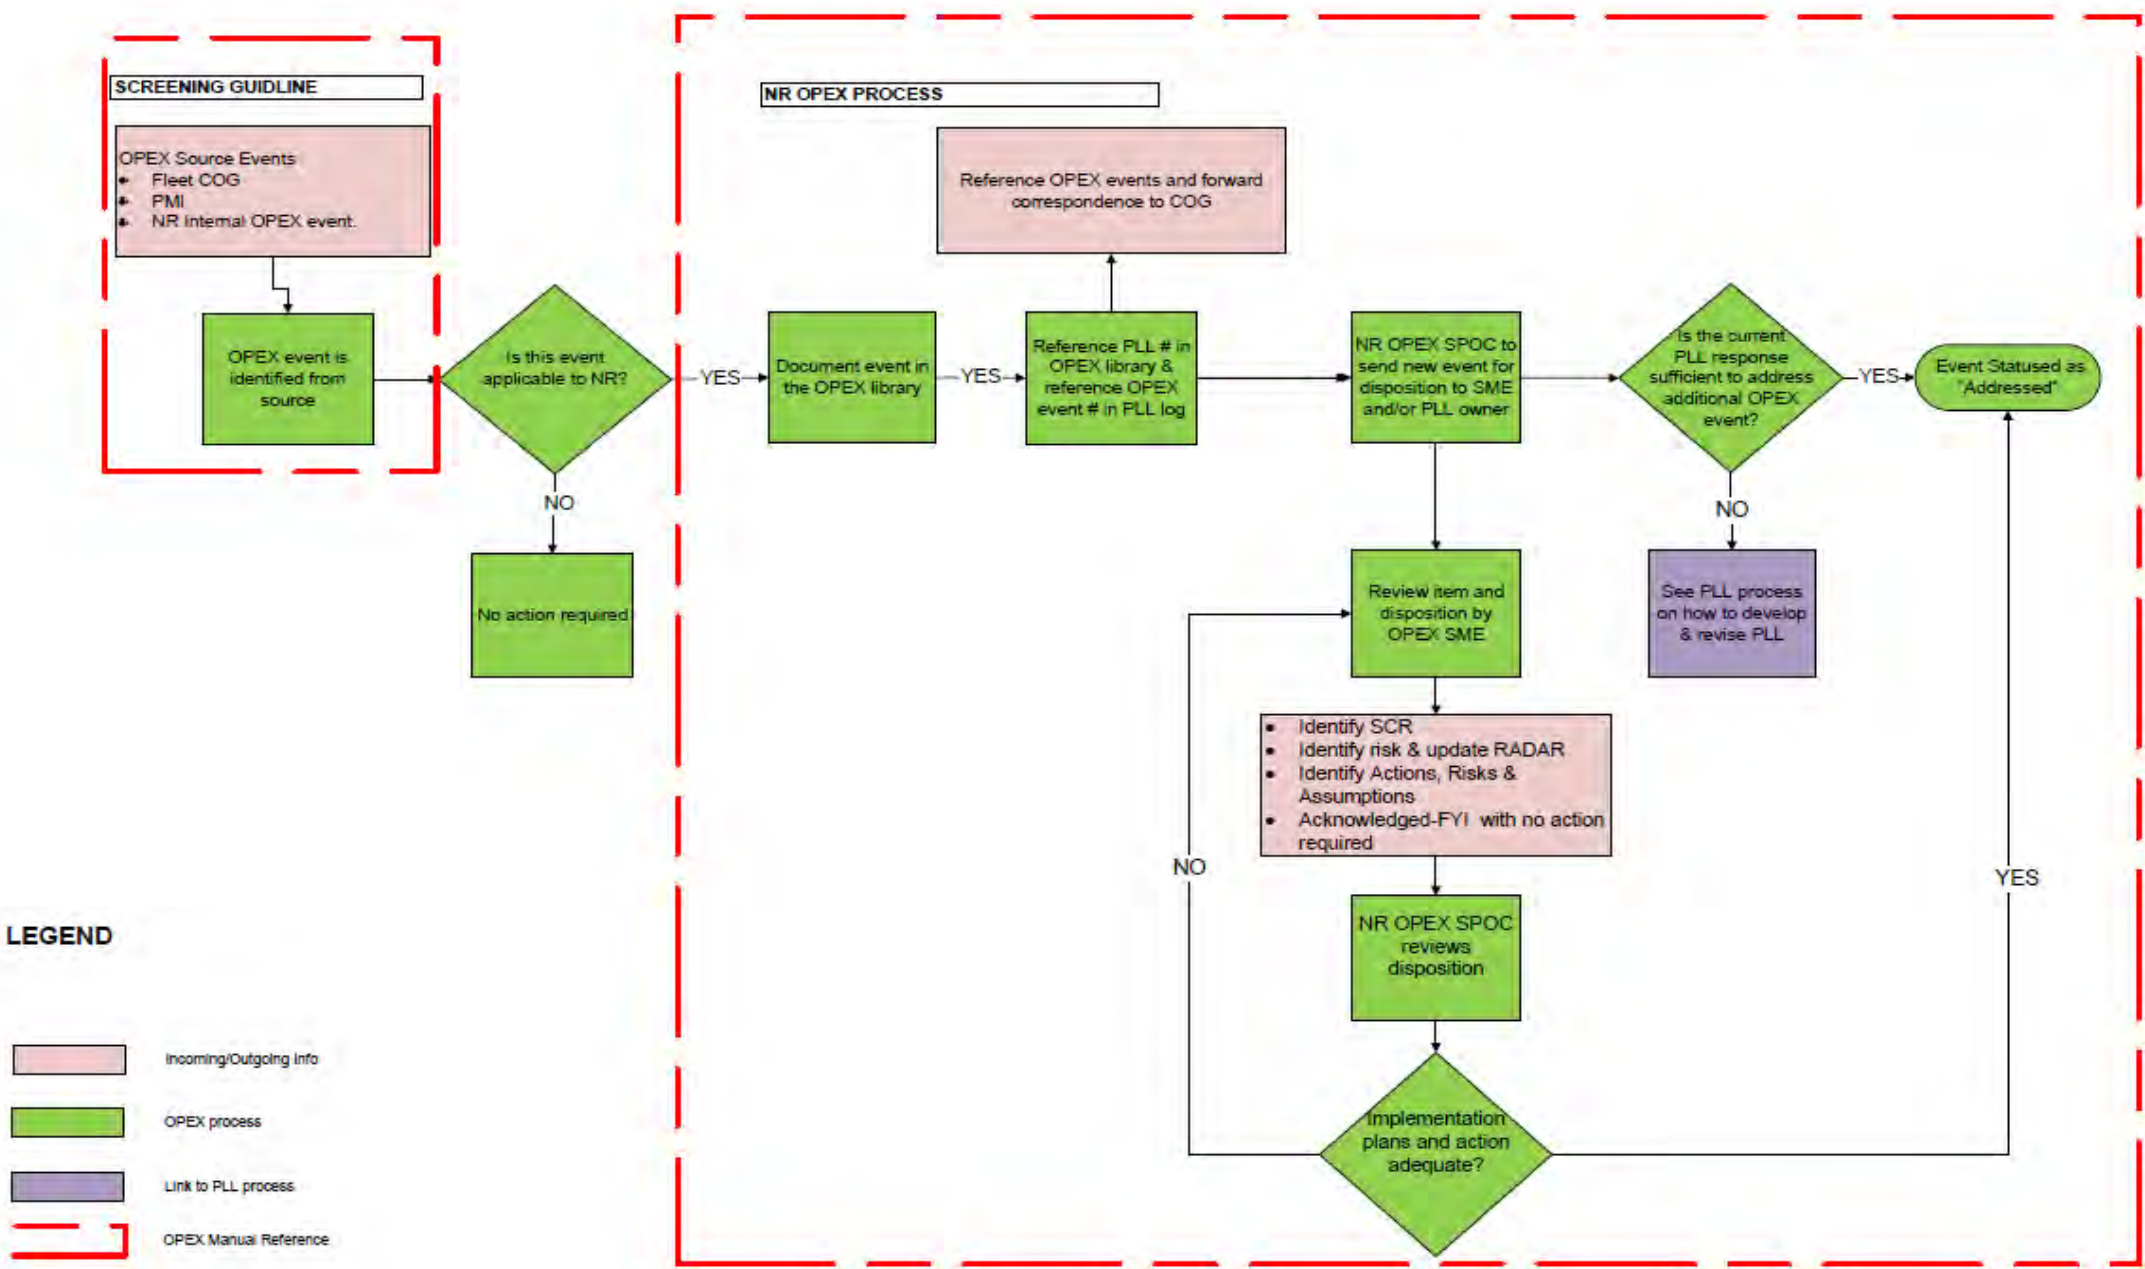 SCREENING GUIDLINE
OPEX Source Events
Fleet COG
PMI
NR Internal OPEX event.
OPEX event is
identified from
source
Is this event
applicable to NR?
NO
No action required
YES
NR OPEX PROCESS
Reference OPEX events and forward
correspondence to COG
Document event in
the OPEX library
YES
Reference PLL # in
OPEX library &
reference OPEX
event # in PLL log
NR OPEX SPOC to
send new event for
disposition to SME
and/or PLL owner
Is the current
PLL response
sufficient to address
additional OPEX
event?
YES
Event Statused as
"Addressed"
NO
See PLL process
on how to develop
& revise PLL
Review item and
disposition by
OPEX SME
• Identify SCR
• Identify risk & update RADAR
• Identify Actions, Risks &
Assumptions
• Acknowledged-FYI with no action
required
NR OPEX SPOC
reviews
disposition
Implementation
plans and action
adequate?
NO
YES
LEGEND
Incoming/Outgoing Info
OPEX process
Link to PLL process
OPEX Manual Reference